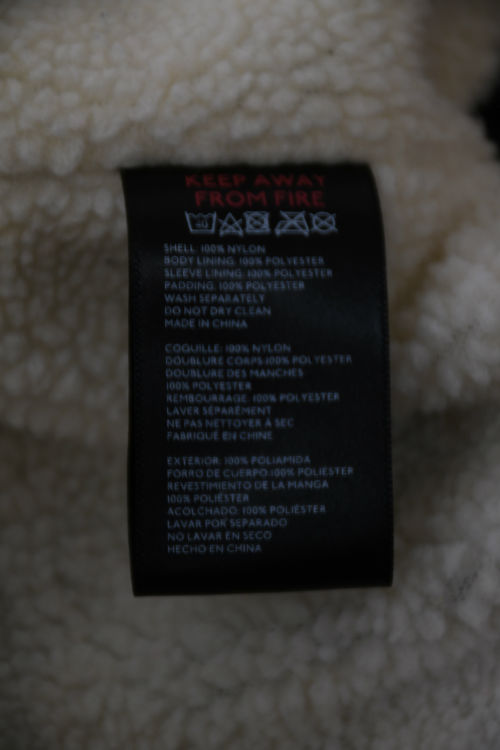 KEEP AWAY
FROM FIRE
40
SHELL: 100% NYLON
BODY LINING: 100% POLYESTER
SLEEVE LINING: 100% POLYESTER
PADDING: 100% POLYESTER
WASH SEPARATELY
DO NOT DRY CLEAN
MADE IN CHINA
COQUILLE: 100% NYLON
DOUBLURE CORPS:100% POLYESTER
DOUBLURE DES MANCHES
100% POLYESTER
REMBOURRAGE: 100% POLYESTER
LAVER SÉPARÉMENT
NE PAS NETTOYER À SEC
FABRIQUÉ EN CHINE
EXTERIOR: 100% POLIAMIDA
FORRO DE CUERPO:100% POLIESTER
REVESTIMIENTO DE LA MANGA
100% POLIÉSTER
ACOLCHADO: 100% POLIÉSTER
LAVAR POR SEPARADO
NO LAVAR EN SECO
HECHO EN CHINA